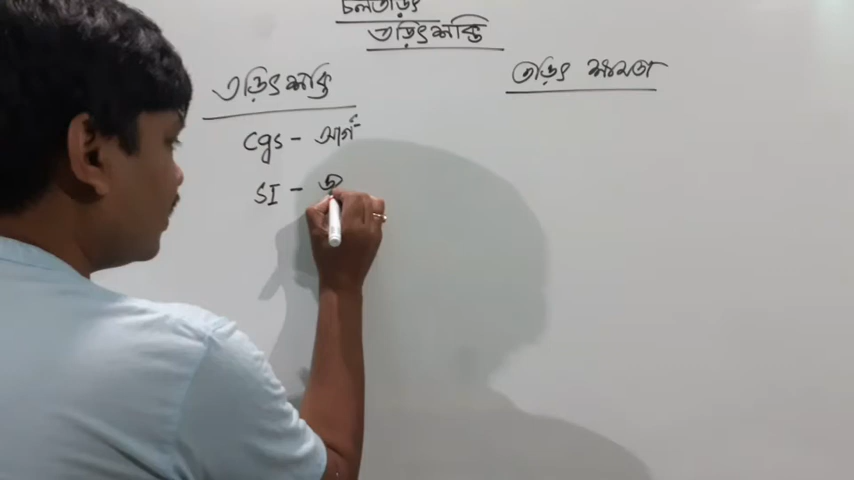 চলতড়িৎ
তড়িৎশক্তি
তড়িৎশক্তি
তড়িৎ ক্ষমতা
cgs - আর্গ
SI - জ